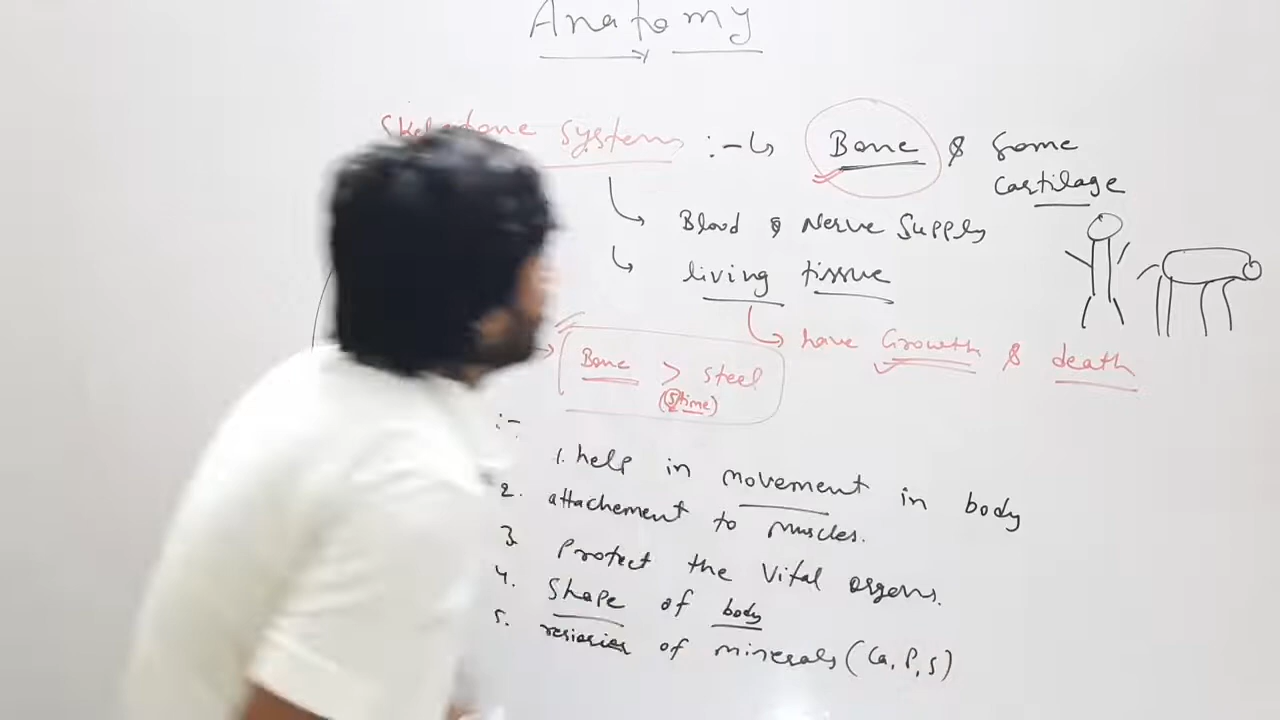 Anatomy
Skeletone Systems :- Bone & Some
Cartilage
Blood & Nerve Supply
living tissue
have Growth & death
Bone > Steel
(5time)
:-
1. help in movement in body
2. attachement to muscles.
3. Protect the Vital organs.
4. Shape of body
5. of minerals (Ca, P, S)